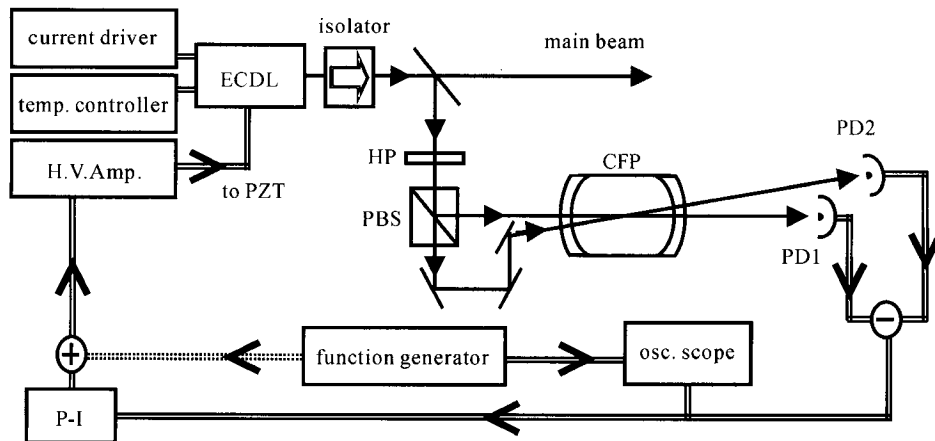 current driver
temp. controller
H.V.Amp.
ECDL
isolator
main beam
to PZT
HP
PBS
CFP
PD2
PD1
−
+
function generator
osc. scope
P-I